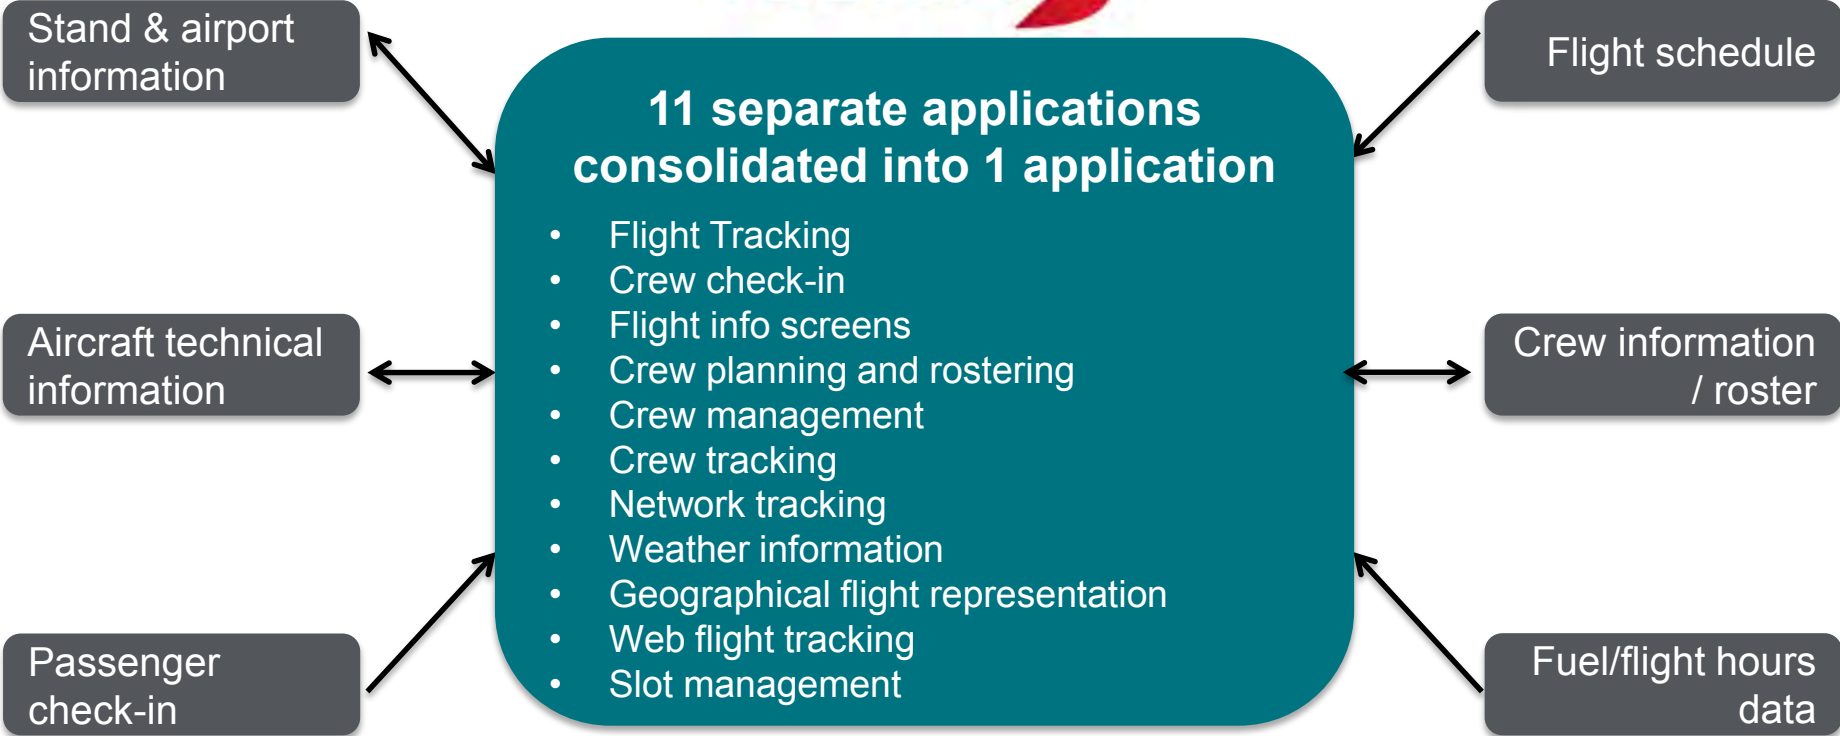 Stand & airport
information
Flight schedule
11 separate applications
consolidated into 1 application
• Flight Tracking
• Crew check-in
• Flight info screens
• Crew planning and rostering
• Crew management
• Crew tracking
• Network tracking
• Weather information
• Geographical flight representation
• Web flight tracking
• Slot management
Aircraft technical
information
Crew information
/ roster
Passenger
check-in
Fuel/flight hours
data